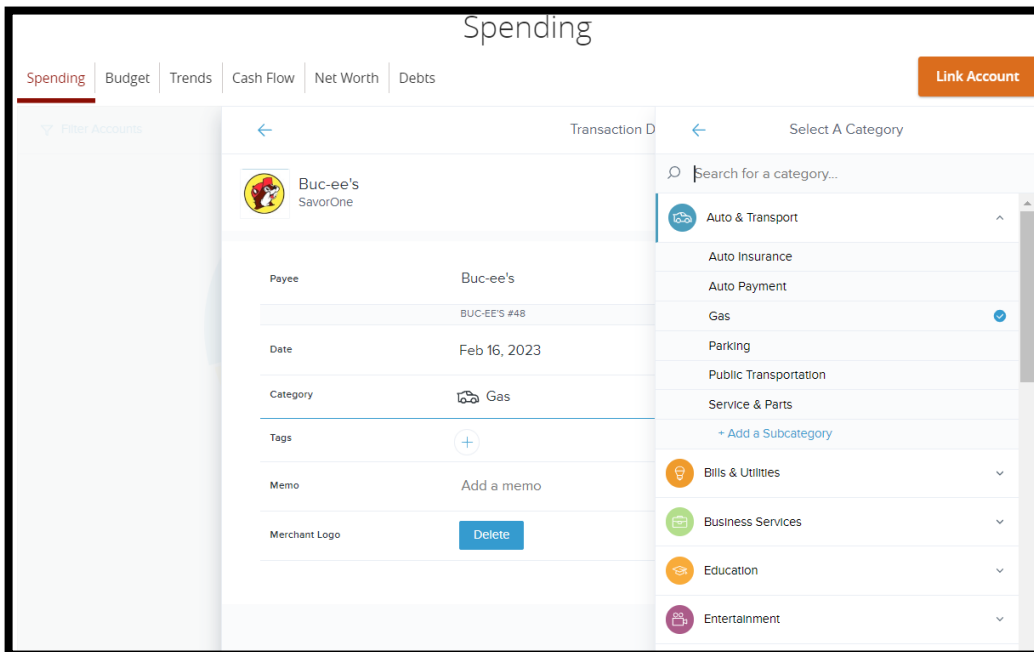 Spending
Spending Budget Trends Cash Flow Net Worth Debts
Link Account
Filter Accounts
Transaction D
Buc-ee's
SavorOne
Payee Buc-ee's
BUC-EE'S #48
Date Feb 16, 2023
Category Gas
Tags
Memo Add a memo
Merchant Logo Delete
Select A Category
Search for a category...
Auto & Transport
Auto Insurance
Auto Payment
Gas
Parking
Public Transportation
Service & Parts
+ Add a Subcategory
Bills & Utilities
Business Services
Education
Entertainment